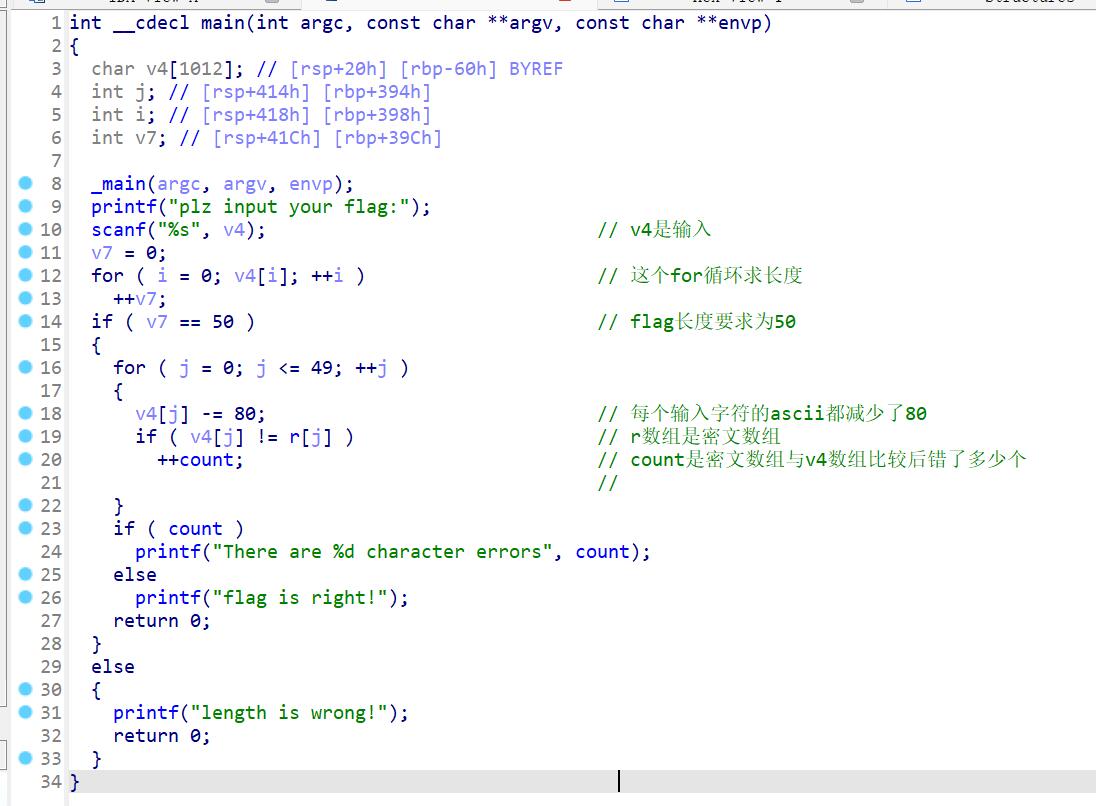 1 int __cdecl main(int argc, const char **argv, const char **envp)
2 {
3 char v4[1012]; // [rsp+20h] [rbp-60h] BYREF
4 int j; // [rsp+414h] [rbp+394h]
5 int i; // [rsp+418h] [rbp+398h]
6 int v7; // [rsp+41Ch] [rbp+39Ch]
7
8 _main(argc, argv, envp);
9 printf("plz input your flag:");
10 scanf("%s", v4); // v4是输入
11 v7 = 0;
12 for ( i = 0; v4[i]; ++i ) // 这个for循环求长度
13 ++v7;
14 if ( v7 == 50 ) // flag长度要求为50
15 {
16 for ( j = 0; j <= 49; ++j )
17 {
18 v4[j] -= 80; // 每个输入字符的ascii都减少了80
19 if ( v4[j] != r[j] ) // r数组是密文数组
20 ++count; // count是密文数组与v4数组比较后错了多少个
21 //
22 }
23 if ( count )
24 printf("There are %d character errors", count);
25 else
26 printf("flag is right!");
27 return 0;
28 }
29 else
30 {
31 printf("length is wrong!");
32 return 0;
33 }
34 }